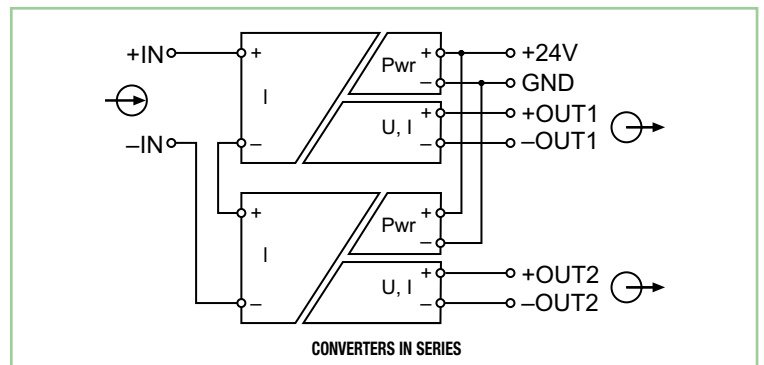 +IN + Pwr + +24V
– GND
I
U, I + +OUT1
–IN – – –OUT1
+ Pwr +
–
I
U, I + +OUT2
– – –OUT2
CONVERTERS IN SERIES